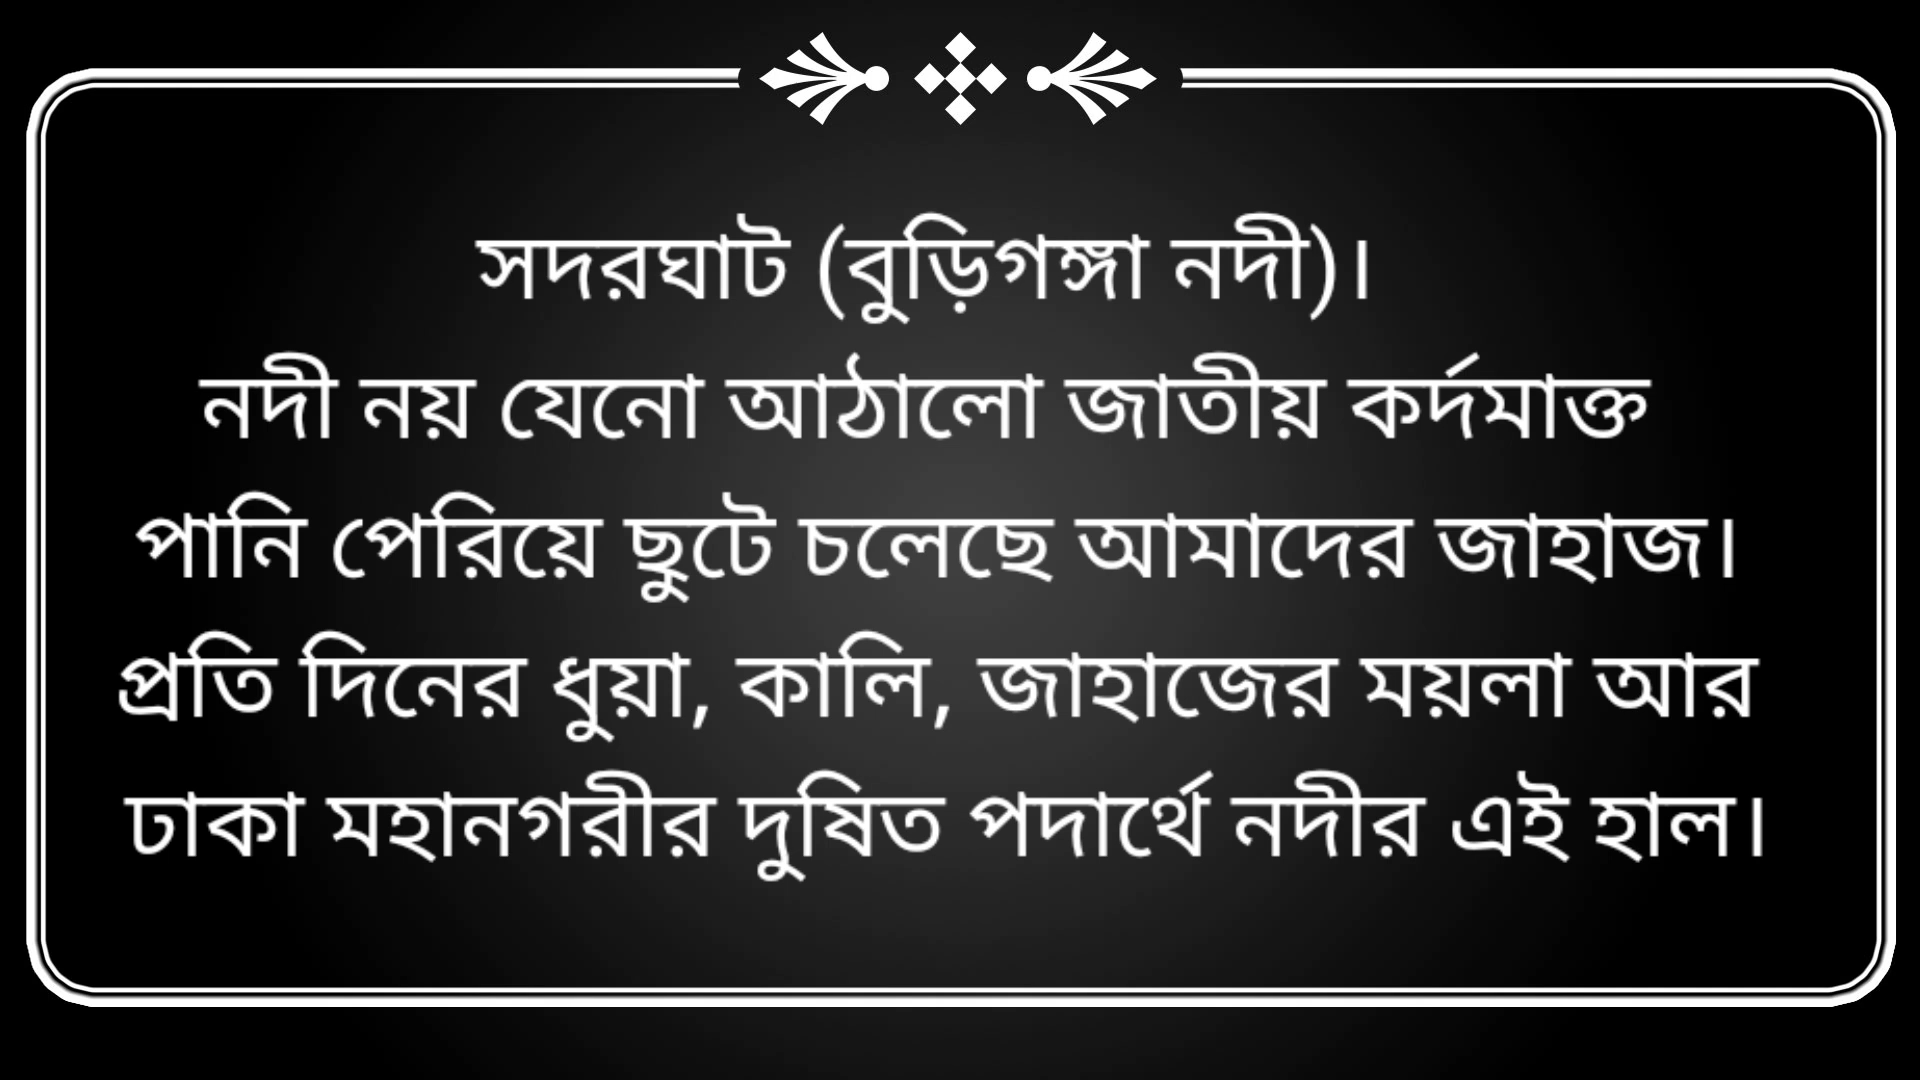 সদরঘাট (বুড়িগঙ্গা নদী)।
নদী নয় যেনো আঠালো জাতীয় কর্দমাক্ত
পানি পেরিয়ে ছুটে চলেছে আমাদের জাহাজ।
প্রতি দিনের ধুয়া, কালি, জাহাজের ময়লা আর
ঢাকা মহানগরীর দুষিত পদার্থে নদীর এই হাল।